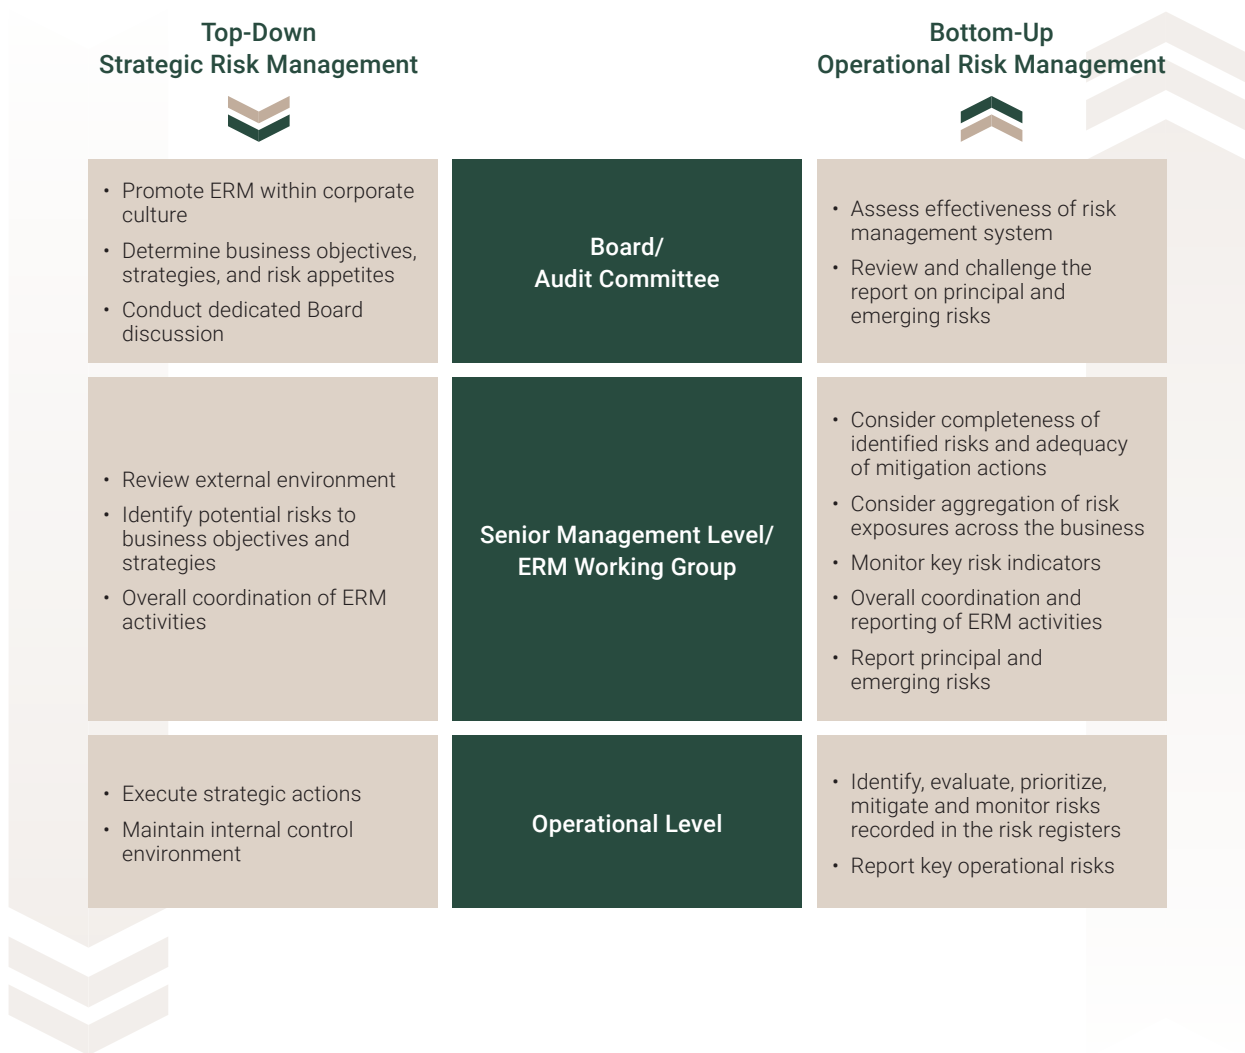 Top-Down
Strategic Risk Management
Bottom-Up
Operational Risk Management
• Promote ERM within corporate
culture
• Determine business objectives,
strategies, and risk appetites
• Conduct dedicated Board
discussion
Board/
Audit Committee
• Assess effectiveness of risk
management system
• Review and challenge the
report on principal and
emerging risks
• Review external environment
• Identify potential risks to
business objectives and
strategies
• Overall coordination of ERM
activities
Senior Management Level/
ERM Working Group
• Consider completeness of
identified risks and adequacy
of mitigation actions
• Consider aggregation of risk
exposures across the business
• Monitor key risk indicators
• Overall coordination and
reporting of ERM activities
• Report principal and
emerging risks
• Execute strategic actions
• Maintain internal control
environment
Operational Level
• Identify, evaluate, prioritize,
mitigate and monitor risks
recorded in the risk registers
• Report key operational risks